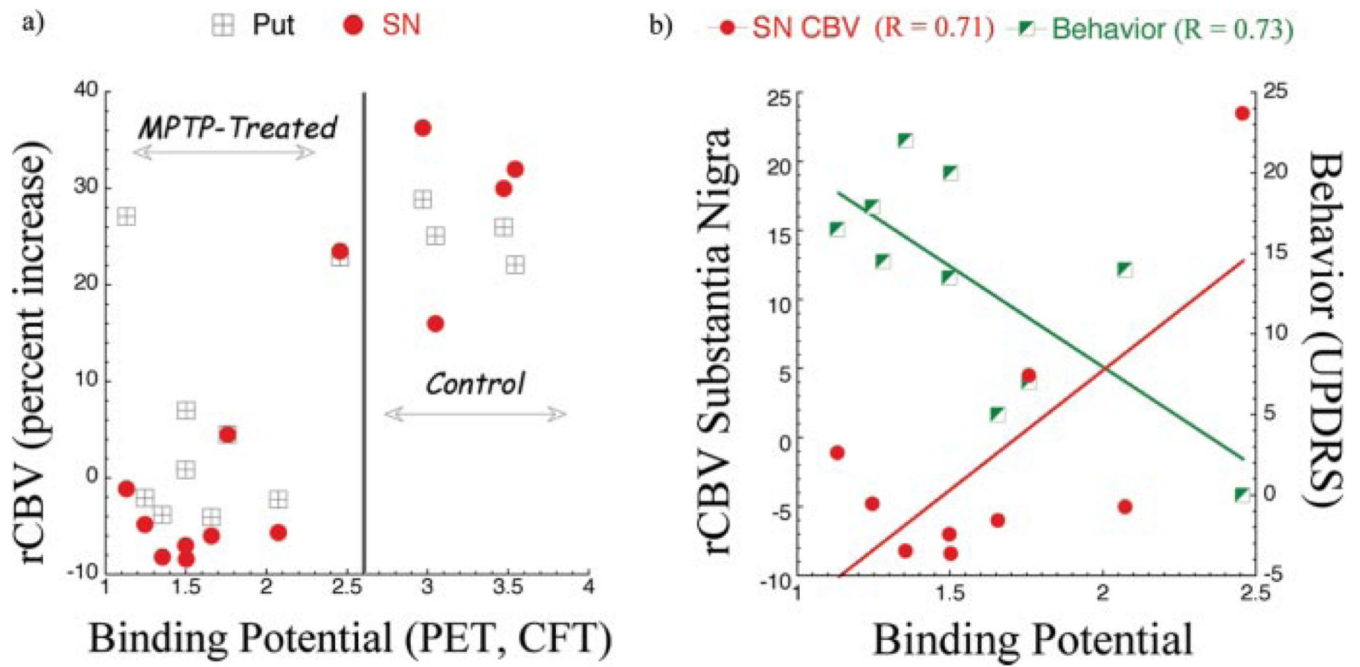 a)
Put
SN
MPTP-Treated
Control
rCBV (percent increase)
40
30
20
10
0
-10
1
1.5
2
2.5
3
3.5
4
Binding Potential (PET, CFT)
b)
SN CBV (R = 0.71)
Behavior (R = 0.73)
rCBV Substantia Nigra
25
20
15
10
5
0
-5
-10
1
1.5
2
2.5
Binding Potential
25
20
15
10
5
0
-5
Behavior (UPDRS)